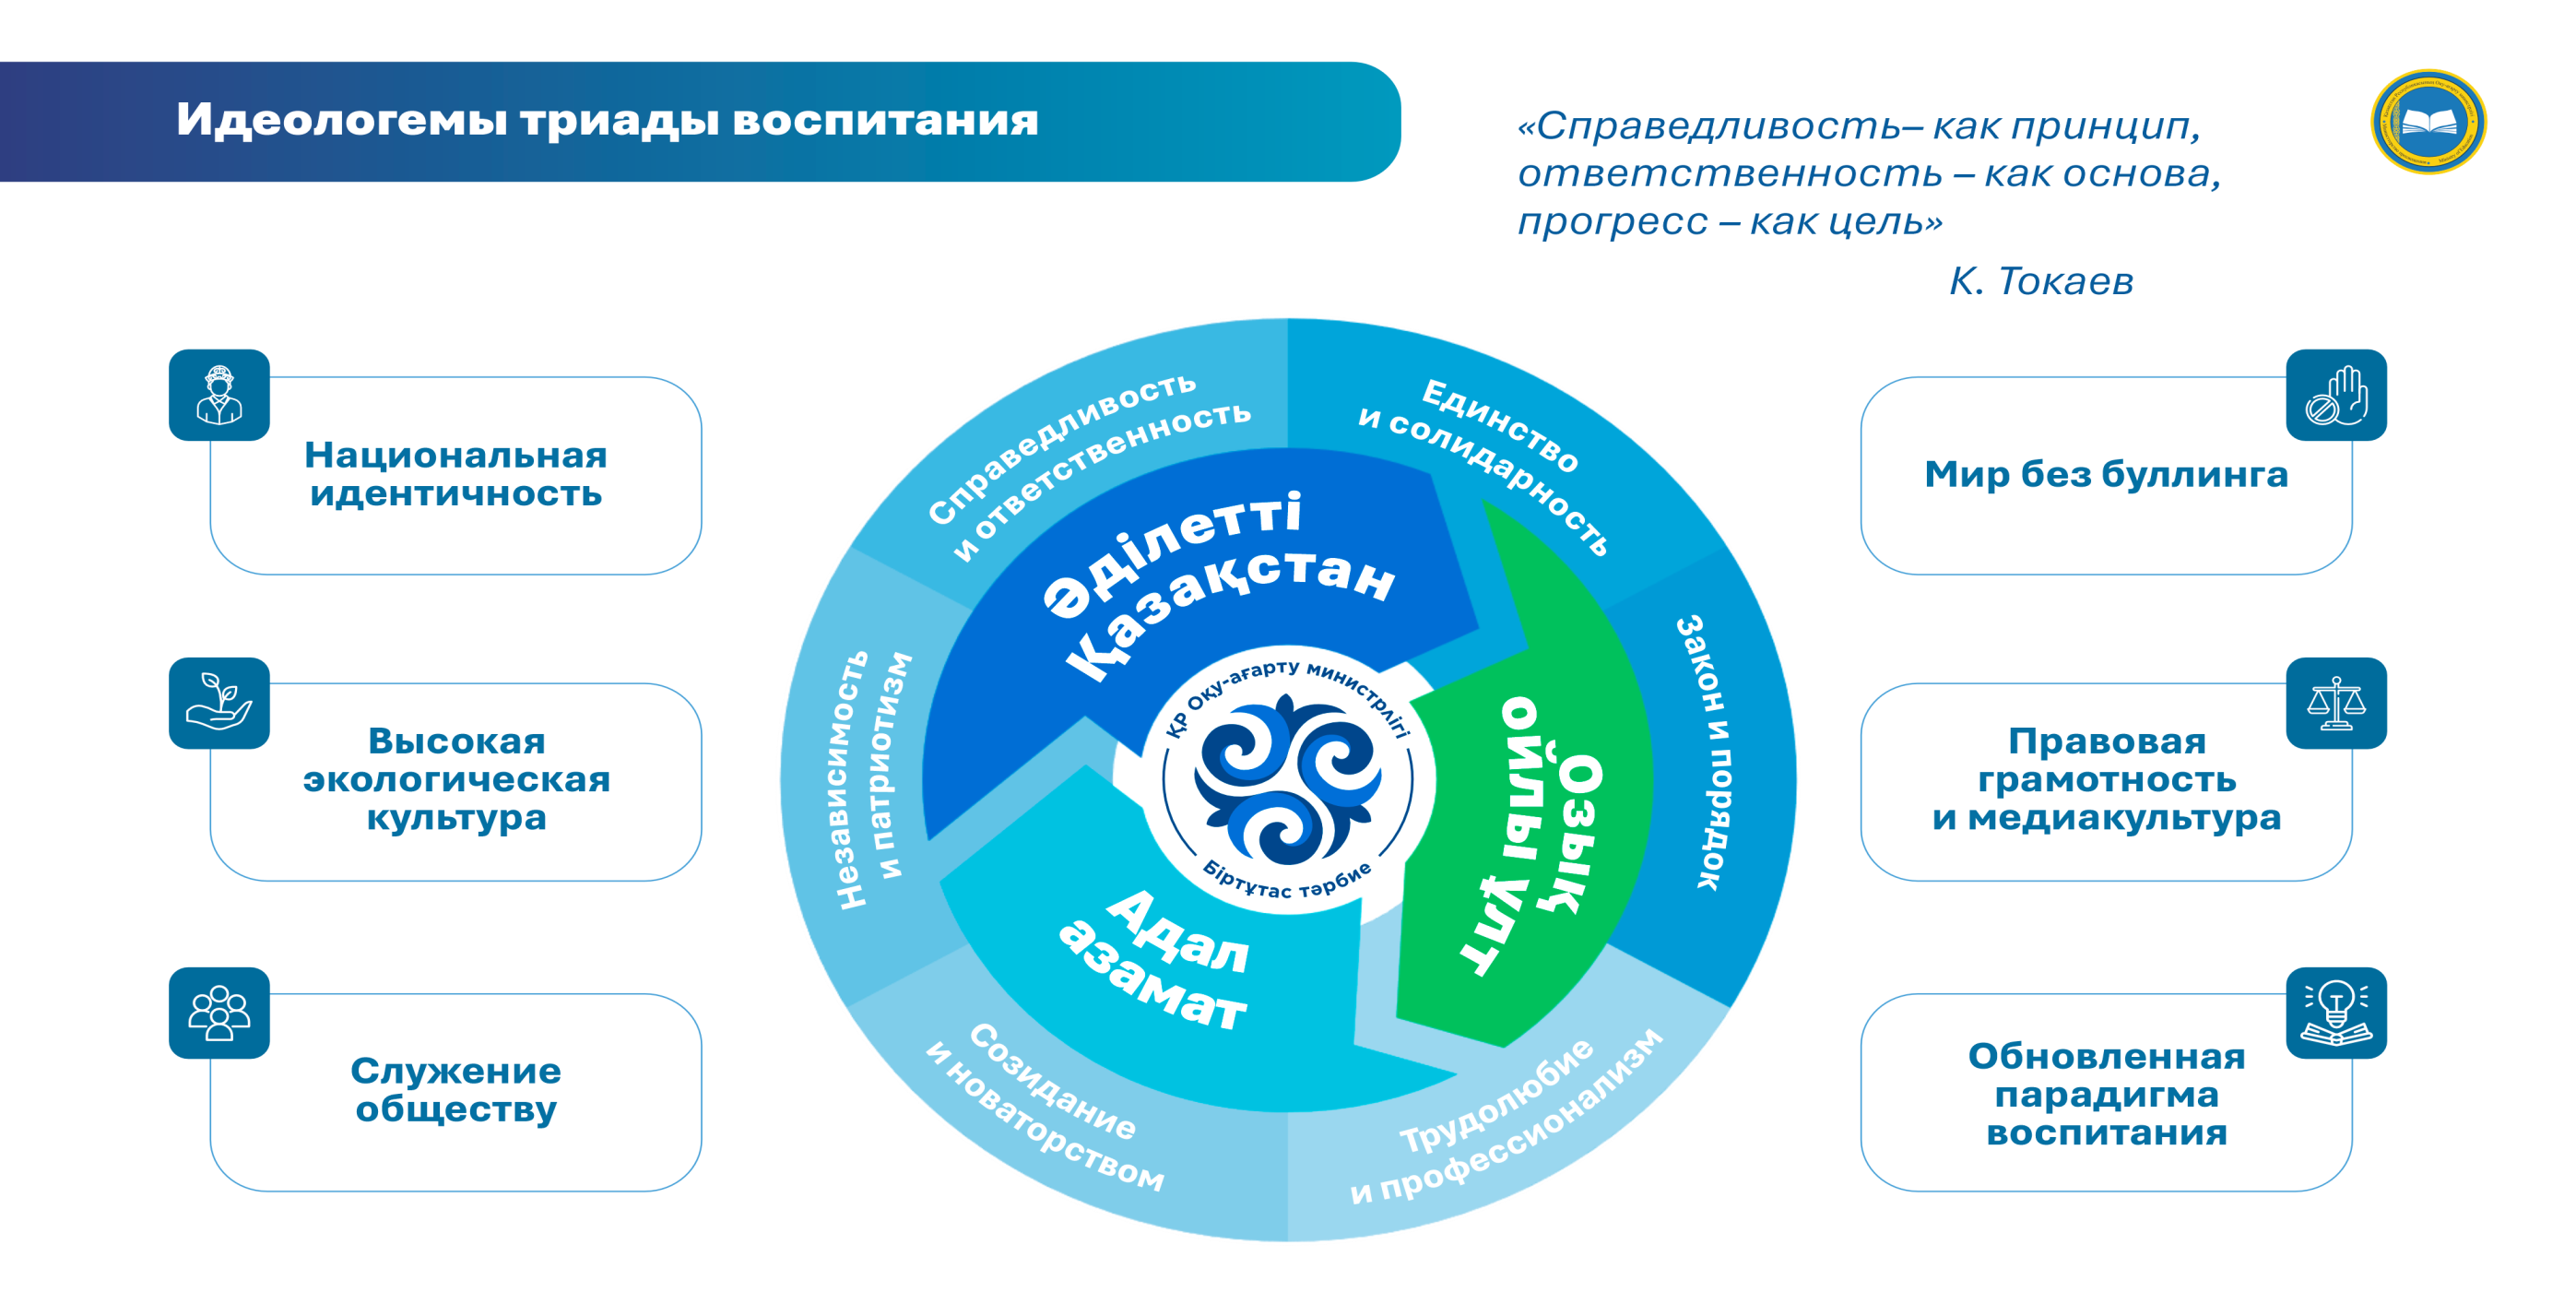 Идеологемы триады воспитания
«Справедливость– как принцип,
ответственность – как основа,
прогресс – как цель»
К. Токаев
Национальная
идентичность
Высокая
экологическая
культура
Служение
обществу
Справедливость
и ответственность
Единство
и солидарность
Закон и порядок
Трудолюбие
и профессионализм
Созидание
и новаторством
Независимость
и патриотизм
Әділетті
Қазақстан
Озық
ойлы ұлт
Адал
азамат
ҚР Оқу-ағарту министрлігі
Біртұтас тәрбие
Мир без буллинга
Правовая
грамотность
и медиакультура
Обновленная
парадигма
воспитания